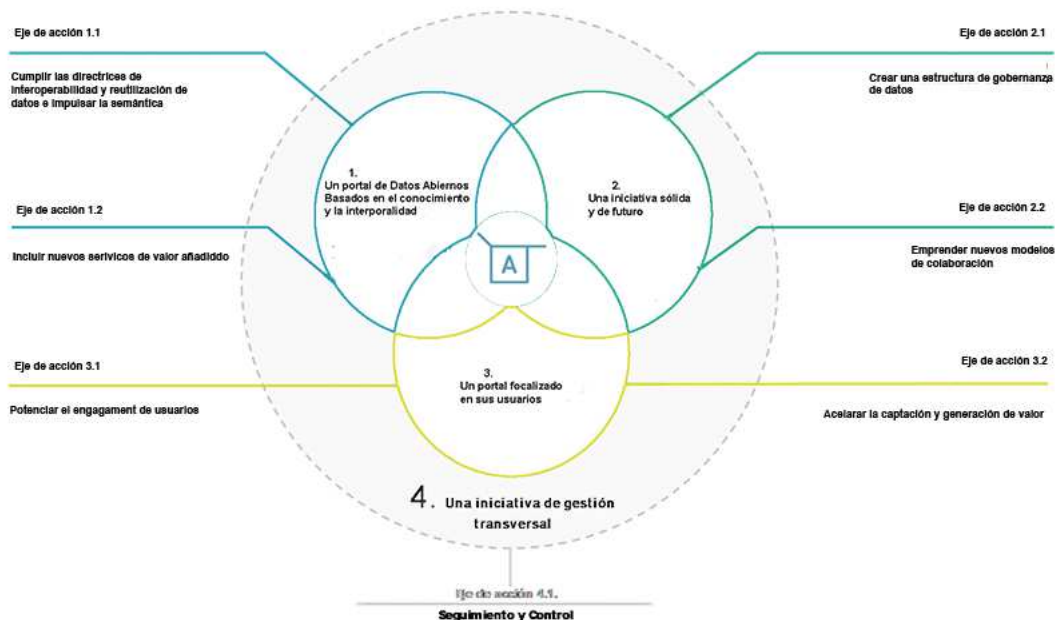 Eje de acción 1.1
Cumplir las directrices de
interoperabilidad y reutilización de
datos e impulsar la semántica
Eje de acción 2.1
Crear una estructura de gobernanza
de datos
1.
Un portal de Datos Abiernos
Basados en el conocimiento
y la interporalidad
2.
Una iniciativa sólida
y de futuro
Eje de acción 1.2
Incluir nuevos serivicos de valor añadiddo
Eje de acción 2.2
Emprender nuevos modelos
de colaboración
A
Eje de acción 3.1
Potenciar el engagament de usuarios
3.
Un portal focalizado
en sus usuarios
Eje de acción 3.2
Acelarar la captación y generación de valor
4. Una iniciativa de gestión
transversal
Eje de acción 4.1.
Seguimiento y Control